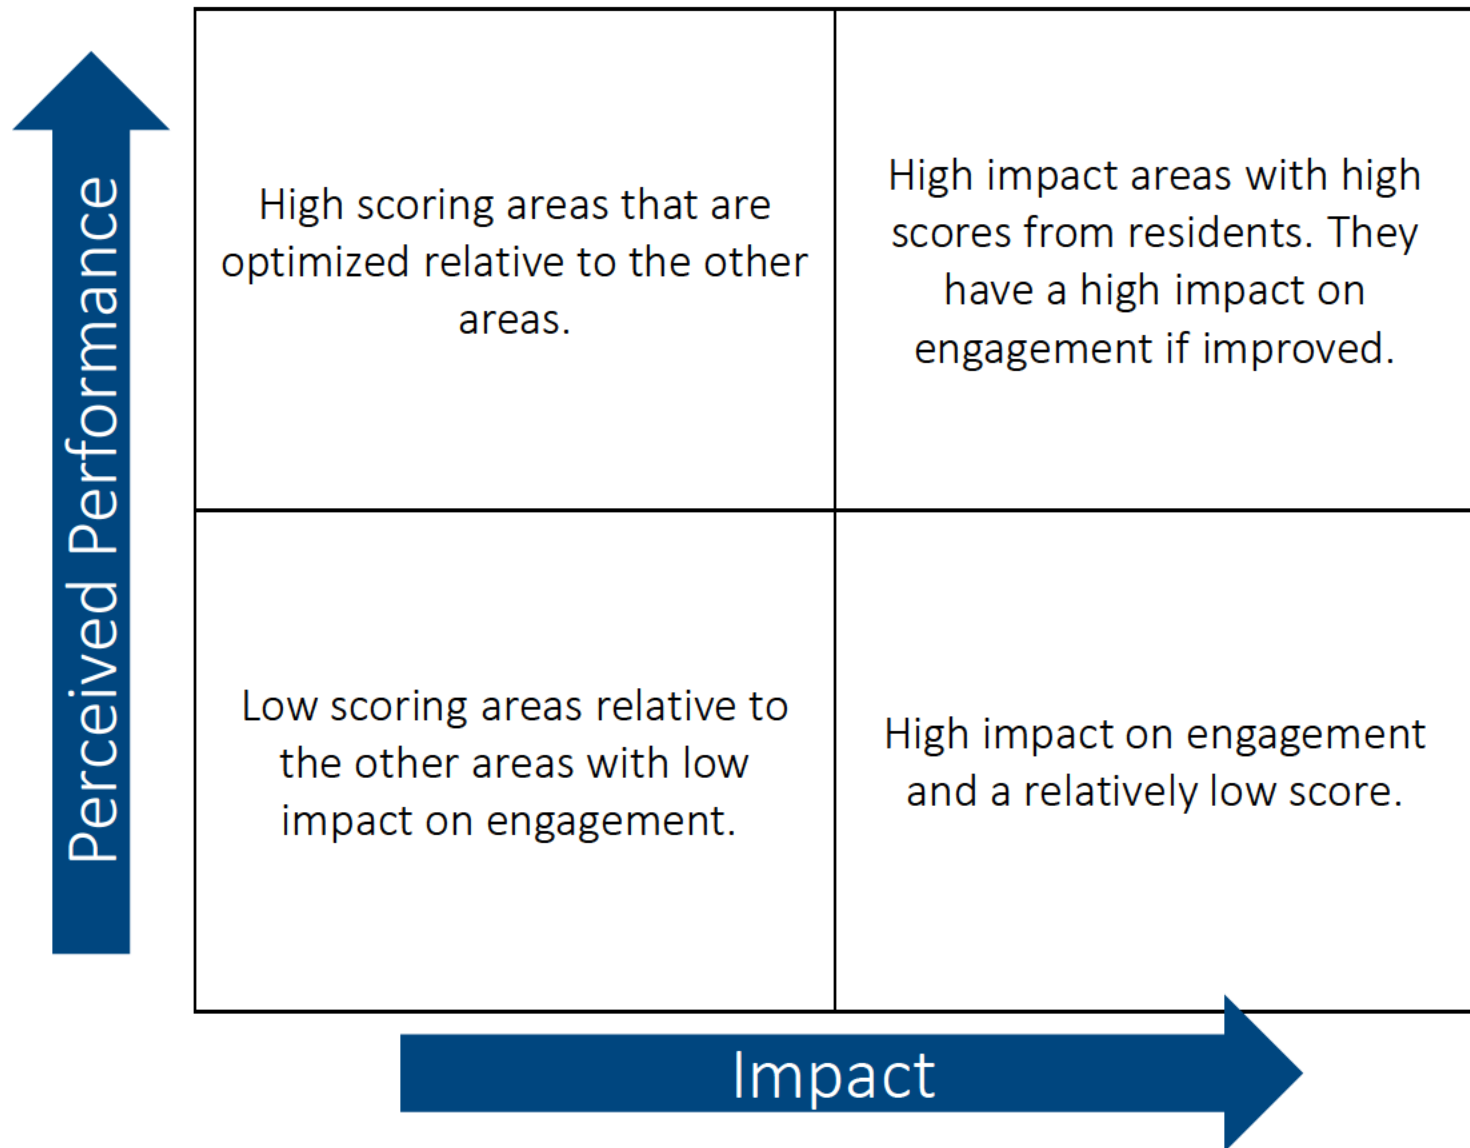 Perceived Performance
High scoring areas that are
optimized relative to the other
areas.
High impact areas with high
scores from residents. They
have a high impact on
engagement if improved.
Low scoring areas relative to
the other areas with low
impact on engagement.
High impact on engagement
and a relatively low score.
Impact